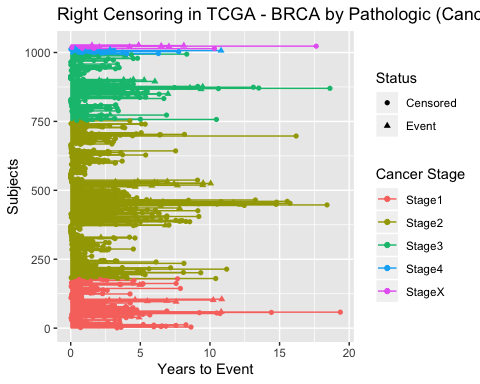 Right Censoring in TCGA - BRCA by Pathologic (Canc
1000
750
500
250
0
Subjects
0
5
10
15
20
Years to Event
Status
Censored
Event
Cancer Stage
Stage1
Stage2
Stage3
Stage4
StageX